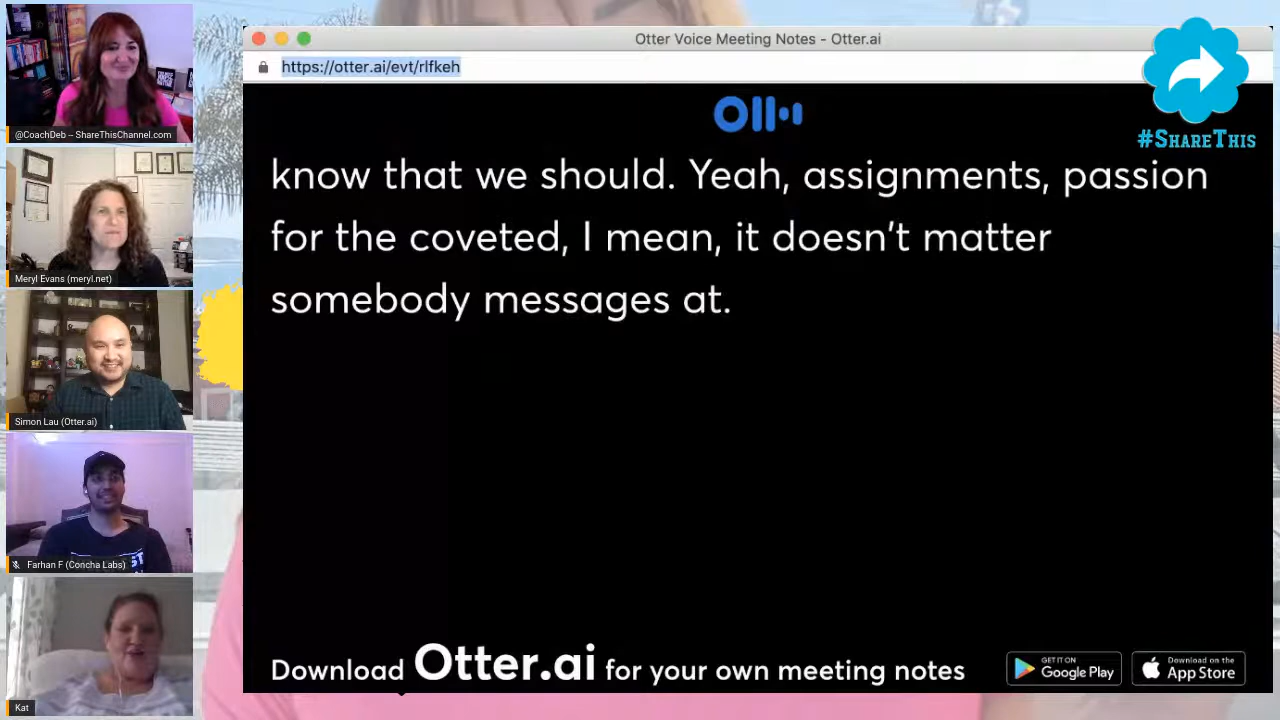 @CoachDeb -- ShareThisChannel.com
Meryl Evans (meryl.net)
Simon Lau (Otter.ai)
Farhan F (Concha Labs)
Kat
Otter Voice Meeting Notes - Otter.ai
https://otter.ai/evt/rlfkeh
#ShareThis
know that we should. Yeah, assignments, passion
for the coveted, I mean, it doesn't matter
somebody messages at.
Download Otter.ai for your own meeting notes
GET IT ON
Google Play
Download on the
App Store